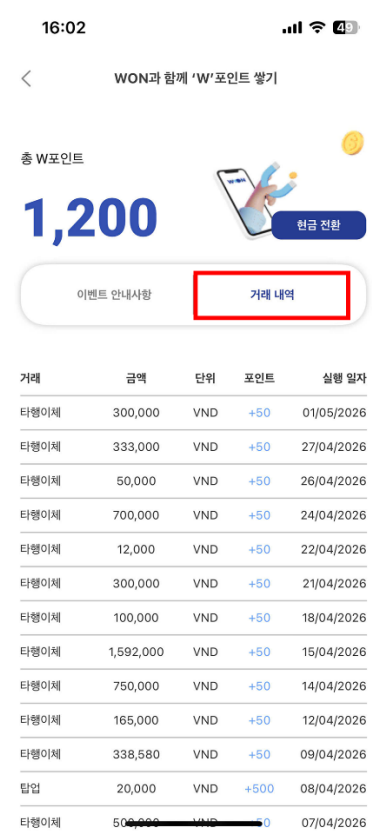 16:02 49
WON과 함께 ‘W’포인트 쌓기
총 W포인트
1,200
현금 전환
이벤트 안내사항 거래 내역
거래 금액 단위 포인트 실행 일자
타행이체 300,000 VND +50 01/05/2026
타행이체 333,000 VND +50 27/04/2026
타행이체 50,000 VND +50 26/04/2026
타행이체 700,000 VND +50 24/04/2026
타행이체 12,000 VND +50 22/04/2026
타행이체 300,000 VND +50 21/04/2026
타행이체 100,000 VND +50 18/04/2026
타행이체 1,592,000 VND +50 15/04/2026
타행이체 750,000 VND +50 14/04/2026
타행이체 165,000 VND +50 12/04/2026
타행이체 338,580 VND +50 09/04/2026
탑업 20,000 VND +500 08/04/2026
타행이체 VND 07/04/2026